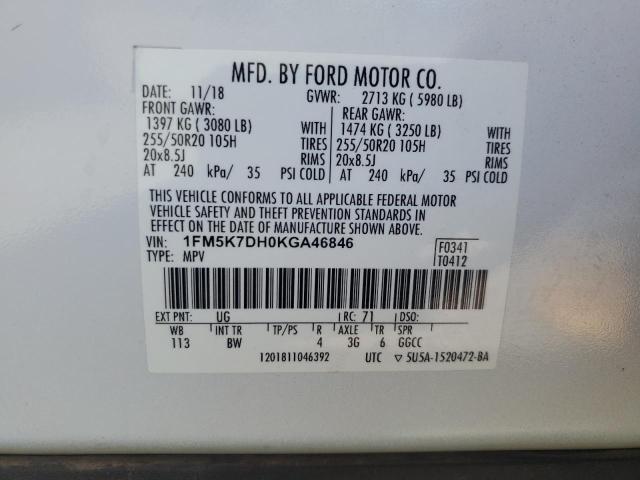 MFD. BY FORD MOTOR CO.
DATE: 11/18 GVWR: 2713 KG ( 5980 LB)
FRONT GAWR: REAR GAWR:
1397 KG ( 3080 LB) WITH 1474 KG ( 3250 LB) WITH
255/50R20 105H TIRES 255/50R20 105H TIRES
20x8.5J RIMS 20x8.5J RIMS
AT 240 kPa/ 35 PSI COLD AT 240 kPa/ 35 PSI COLD
THIS VEHICLE CONFORMS TO ALL APPLICABLE FEDERAL MOTOR
VEHICLE SAFETY AND THEFT PREVENTION STANDARDS IN
EFFECT ON THE DATE OF MANUFACTURE SHOWN ABOVE.
VIN: 1FM5K7DH0KGA46846 F0341
TYPE: MPV T0412
EXT PNT: UG RC: 71 DSO:
WB INT TR TP/PS R AXLE TR SPR
113 BW 4 3G 6 GGCC
1201811046392 UTC ▽ 5U5A-1520472-BA